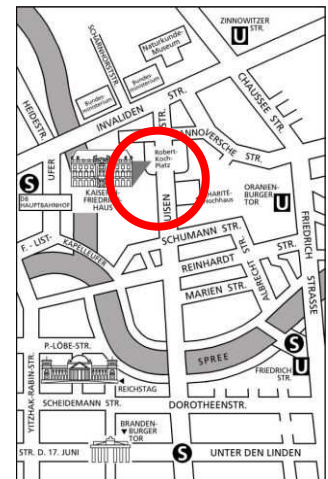 ZINNOWITZER
STR.
U
SCHARNHORTSTR.
Naturkunde-
Museum
Bundes-
ministerium
Bundes-
ministerium
HEIDESTR.
INVALIDEN
STR.
STR.
CHAUSSEE STR.
HANNOVERSCHE STR.
Robert-
Koch-
Platz
UFER
S
DB
HAUPTBAHNHOF
KAISERIN-
FRIEDRICH-
HAUS
CHARITÉ-
Hochhaus
ORANIEN-
BURGER
TOR
U
LUISEN
F.-LIST-
KAPELLEUFER
SCHUMANN STR.
STR.
REINHARDT
ALBRECHT STR.
MARIEN STR.
FRIEDRICH
STRASSE
P.-LÖBE-STR.
SPREE
S
FRIEDRICH
STR.
U
YITZHAK-RABIN-STR.
REICHSTAG
SCHEIDEMANN STR.
DOROTHEENSTR.
BRANDEN-
BURGER
TOR
STR. D. 17. JUNI
S
UNTER DEN LINDEN